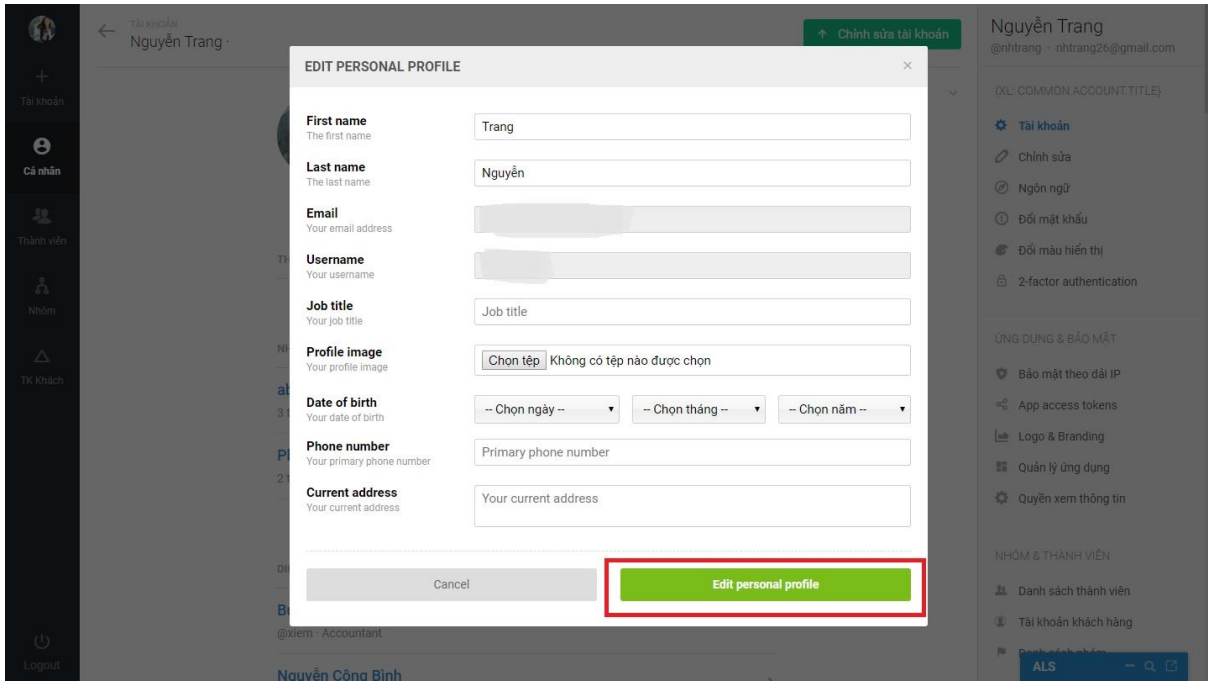 TÀI KHOẢN
Nguyễn Trang ·
Chỉnh sửa tài khoản
Nguyễn Trang
@nhtrang · nhtrang26@gmail.com
Tài khoản
Cá nhân
Thành viên
Nhóm
TK Khách
Logout
EDIT PERSONAL PROFILE
×
First name
The first name
Trang
Last name
The last name
Nguyễn
Email
Your email address
Username
Your username
Job title
Your job title
Job title
Profile image
Your profile image
Chọn tệp Không có tệp nào được chọn
Date of birth
Your date of birth
-- Chọn ngày -- -- Chọn tháng -- -- Chọn năm --
Phone number
Your primary phone number
Primary phone number
Current address
Your current address
Your current address
Cancel
Edit personal profile
@xiem · Accountant
Nguyễn Công Bình
{XL, COMMON.ACCOUNT.TITLE}
Tài khoản
Chỉnh sửa
Ngôn ngữ
Đổi mật khẩu
Đổi màu hiển thị
2-factor authentication
ỨNG DỤNG & BẢO MẬT
Bảo mật theo dải IP
App access tokens
Logo & Branding
Quản lý ứng dụng
Quyền xem thông tin
NHÓM & THÀNH VIÊN
Danh sách thành viên
Tài khoản khách hàng
Danh sách nhóm
ALS